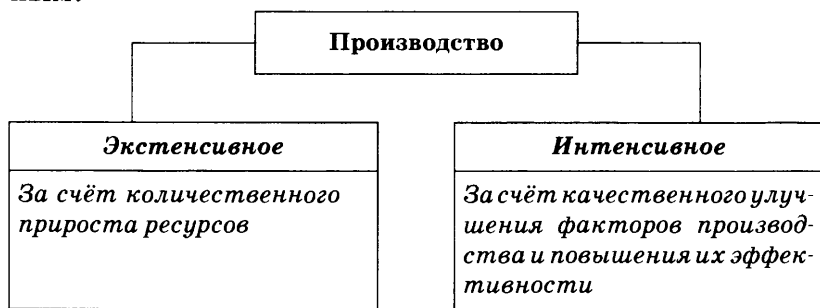 Производство
Экстенсивное
За счёт количественного
прироста ресурсов
Интенсивное
За счёт качественного улуч-
шения факторов производ-
ства и повышения их эффек-
тивности